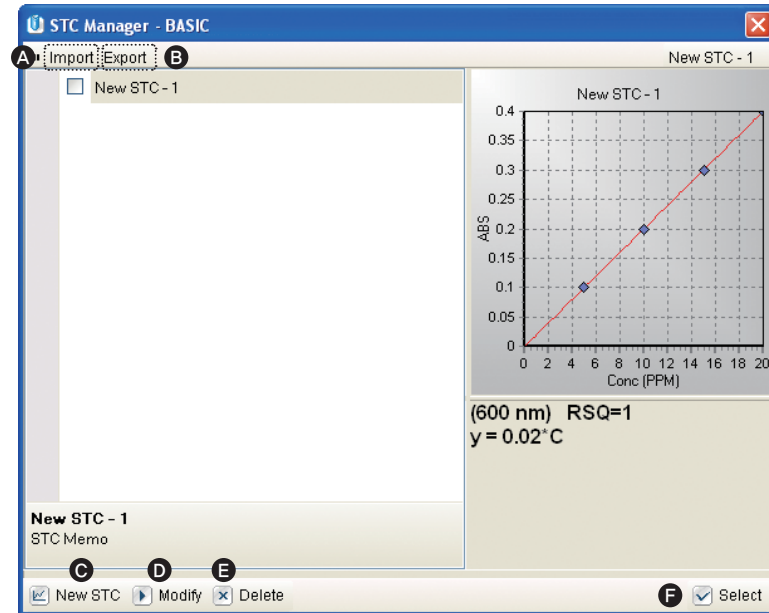 STC Manager - BASIC
A Import Export B New STC - 1
New STC - 1
New STC - 1
0.4
0.35
0.3
0.25
0.2
0.15
0.1
0.05
0
ABS
0 2 4 6 8 10 12 14 16 18 20
Conc (PPM)
(600 nm) RSQ=1
y = 0.02*C
New STC - 1
STC Memo
C D E
New STC Modify Delete F Select